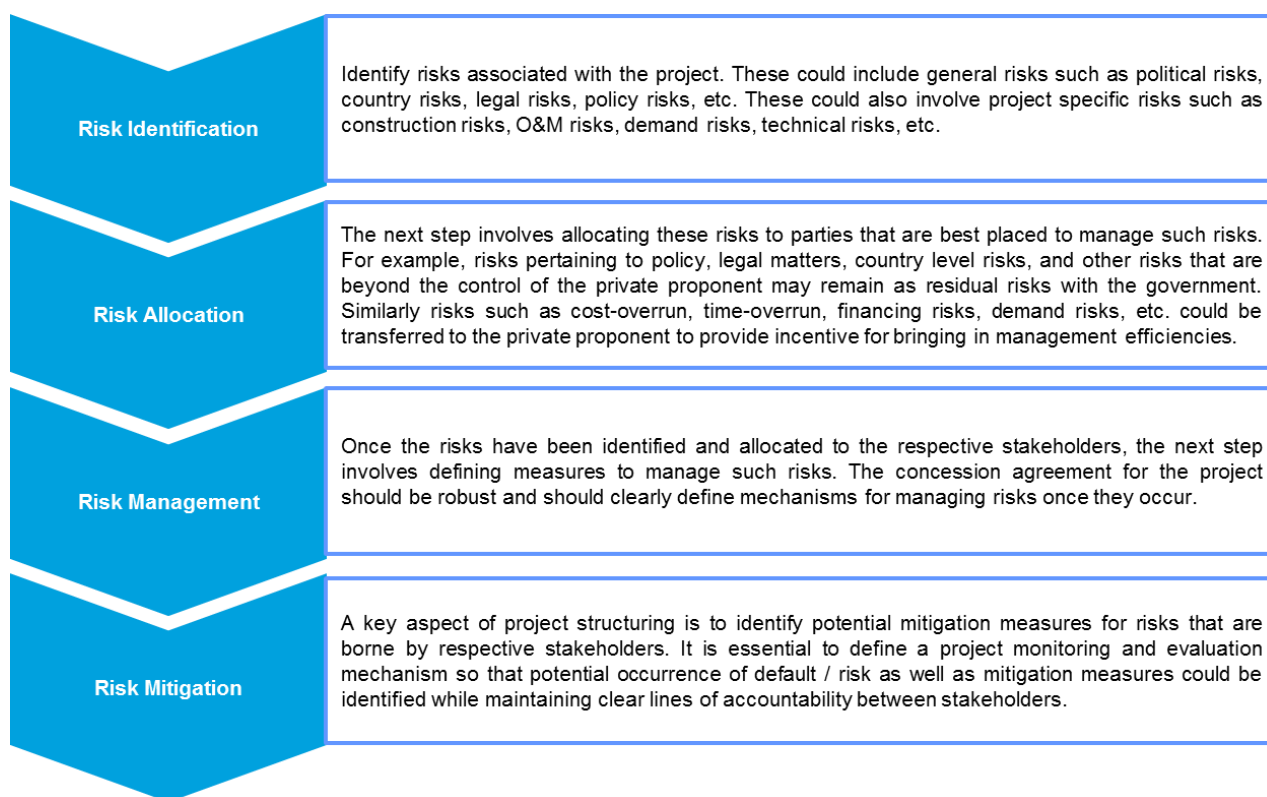 Risk Identification
Identify risks associated with the project. These could include general risks such as political risks,
country risks, legal risks, policy risks, etc. These could also involve project specific risks such as
construction risks, O&M risks, demand risks, technical risks, etc.
Risk Allocation
The next step involves allocating these risks to parties that are best placed to manage such risks.
For example, risks pertaining to policy, legal matters, country level risks, and other risks that are
beyond the control of the private proponent may remain as residual risks with the government.
Similarly risks such as cost-overrun, time-overrun, financing risks, demand risks, etc. could be
transferred to the private proponent to provide incentive for bringing in management efficiencies.
Risk Management
Once the risks have been identified and allocated to the respective stakeholders, the next step
involves defining measures to manage such risks. The concession agreement for the project
should be robust and should clearly define mechanisms for managing risks once they occur.
Risk Mitigation
A key aspect of project structuring is to identify potential mitigation measures for risks that are
borne by respective stakeholders. It is essential to define a project monitoring and evaluation
mechanism so that potential occurrence of default / risk as well as mitigation measures could be
identified while maintaining clear lines of accountability between stakeholders.